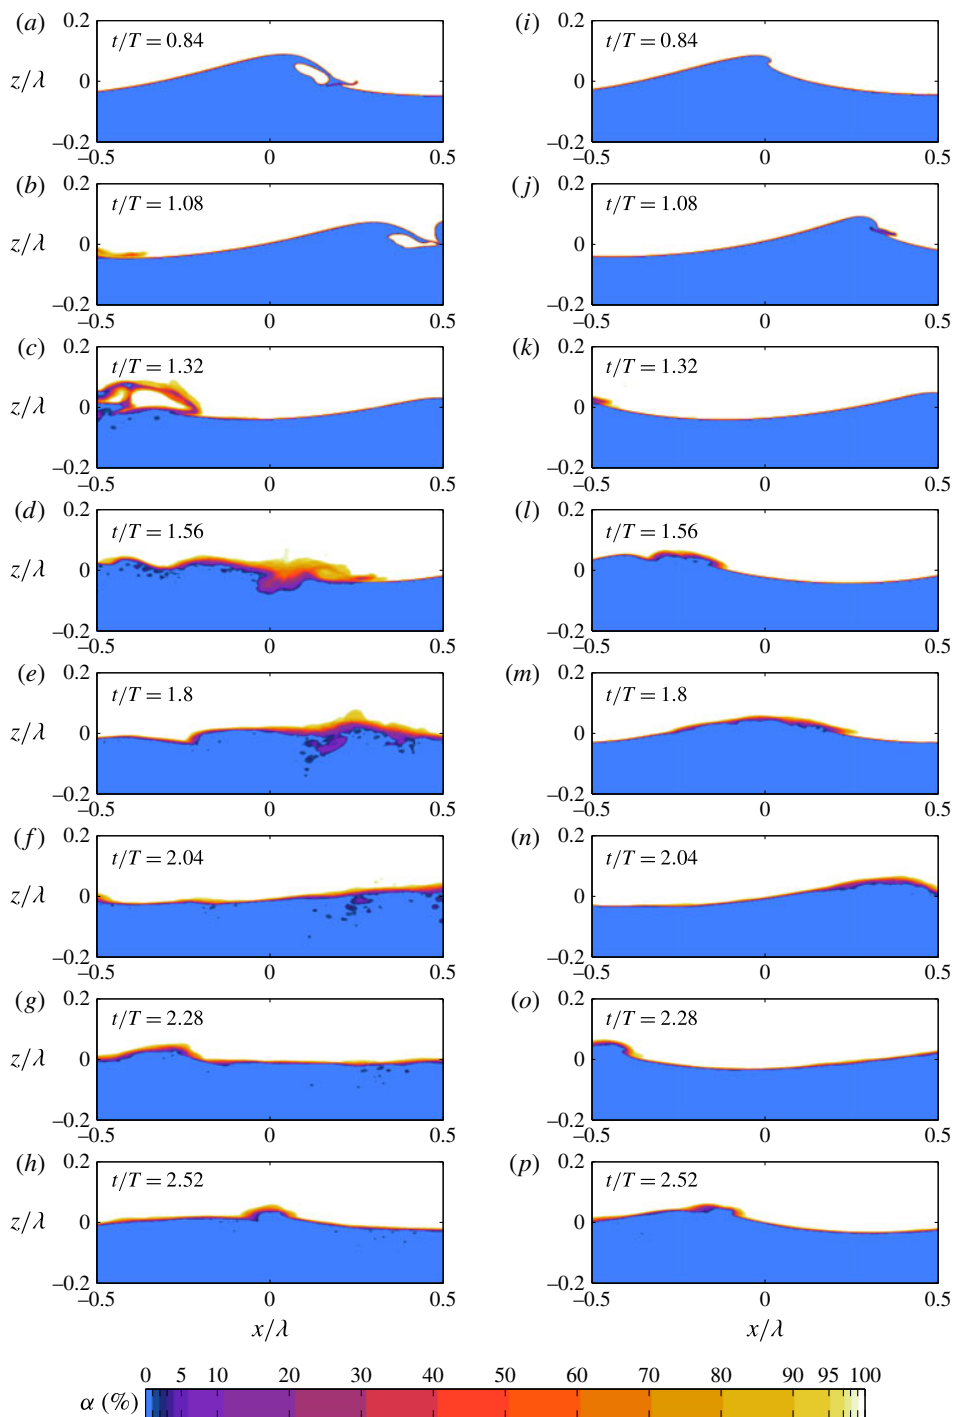 (a) 0.2 t/T = 0.84 (i) 0.2 t/T = 0.84
z/λ 0 0
–0.2 –0.2
–0.5 0 0.5 –0.5 0 0.5
(b) 0.2 t/T = 1.08 (j) 0.2 t/T = 1.08
z/λ 0 0
–0.2 –0.2
–0.5 0 0.5 –0.5 0 0.5
(c) 0.2 t/T = 1.32 (k) 0.2 t/T = 1.32
z/λ 0 0
–0.2 –0.2
–0.5 0 0.5 –0.5 0 0.5
(d) 0.2 t/T = 1.56 (l) 0.2 t/T = 1.56
z/λ 0 0
–0.2 –0.2
–0.5 0 0.5 –0.5 0 0.5
(e) 0.2 t/T = 1.8 (m) 0.2 t/T = 1.8
z/λ 0 0
–0.2 –0.2
–0.5 0 0.5 –0.5 0 0.5
(f) 0.2 t/T = 2.04 (n) 0.2 t/T = 2.04
z/λ 0 0
–0.2 –0.2
–0.5 0 0.5 –0.5 0 0.5
(g) 0.2 t/T = 2.28 (o) 0.2 t/T = 2.28
z/λ 0 0
–0.2 –0.2
–0.5 0 0.5 –0.5 0 0.5
(h) 0.2 t/T = 2.52 (p) 0.2 t/T = 2.52
z/λ 0 0
–0.2 –0.2
–0.5 0 0.5 –0.5 0 0.5
x/λ x/λ
0 5 10 20 30 40 50 60 70 80 90 95 100
α (%)